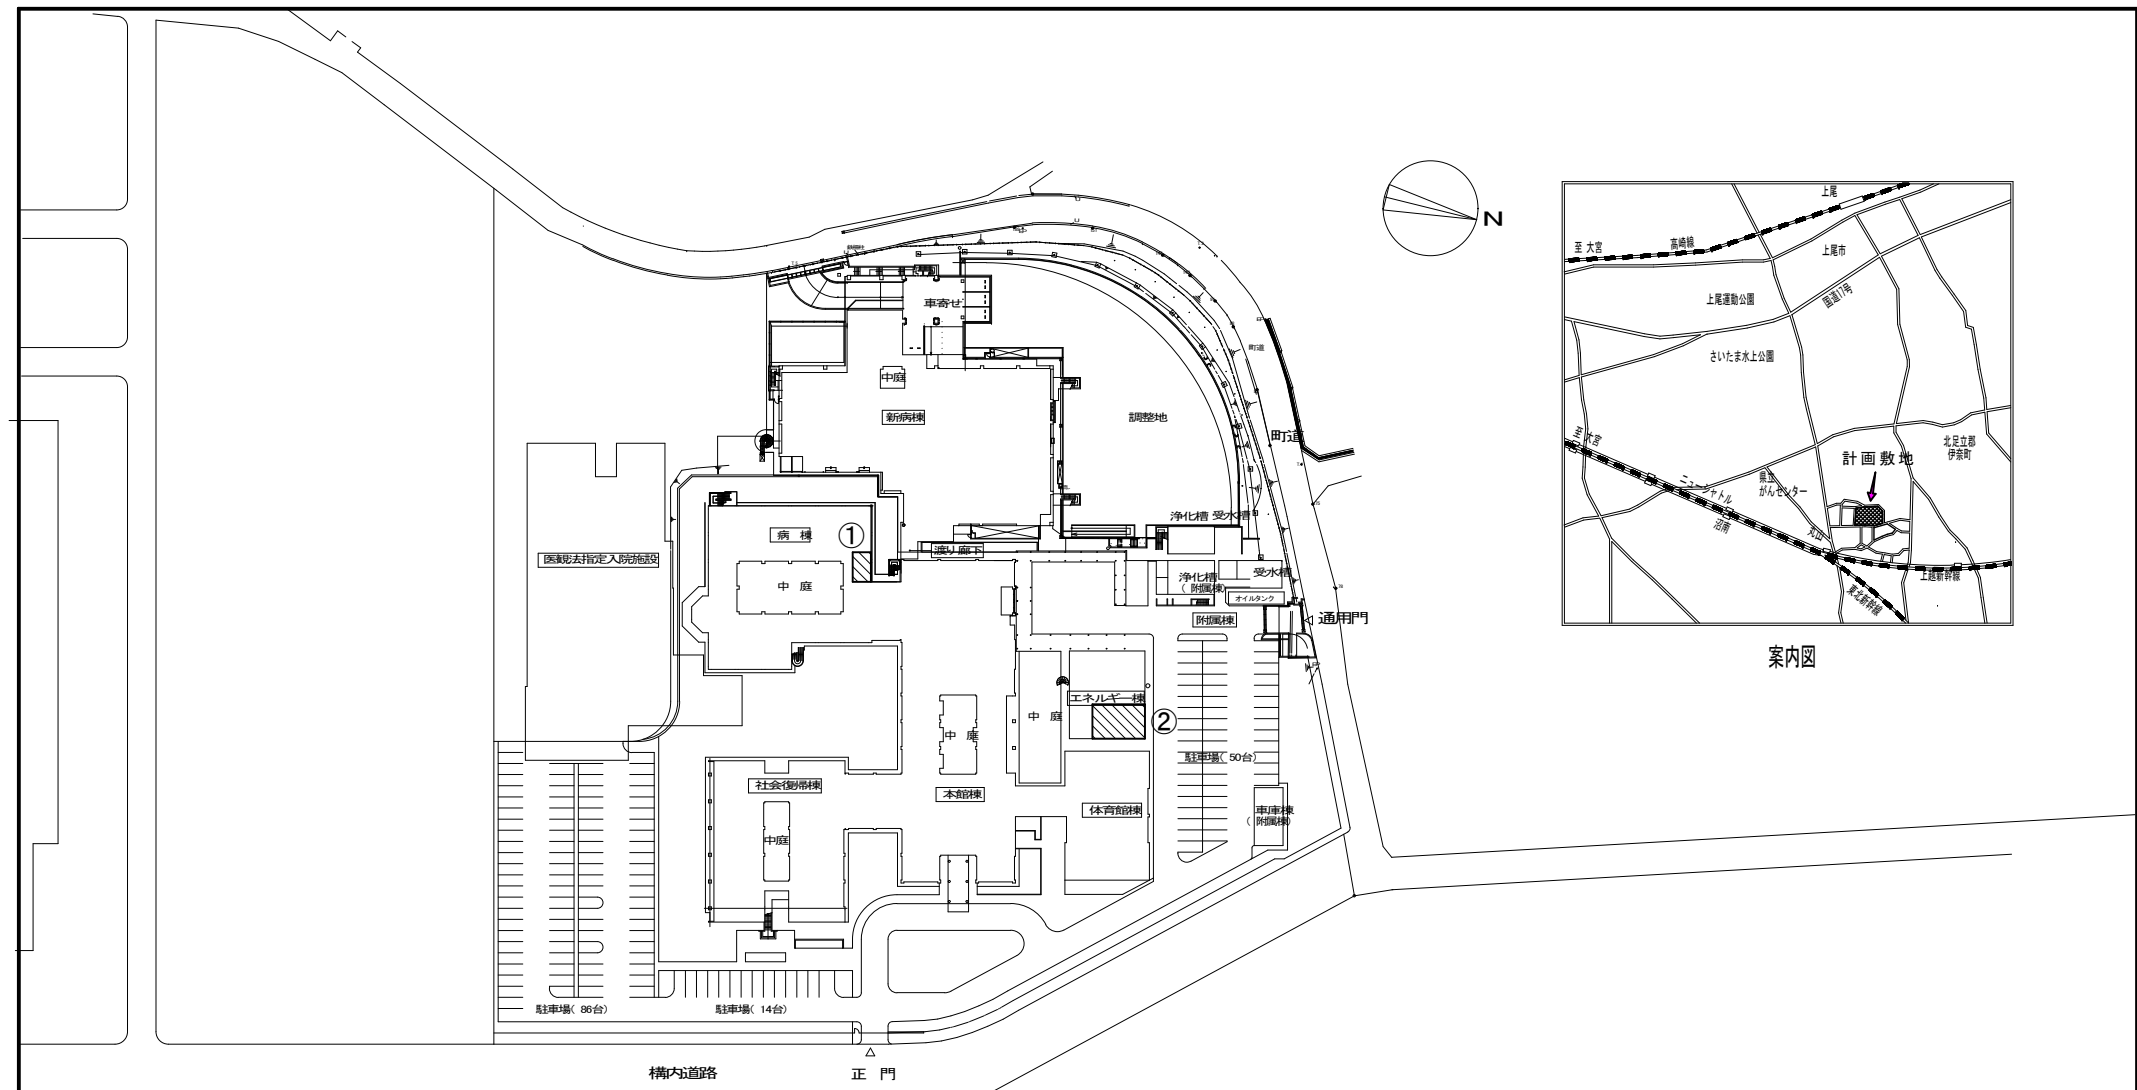 N
車寄せ
中庭
新病棟
調整地
町道
町道
浄化槽 受水槽
病 棟
①
渡り廊下
医観法指定入院施設
中 庭
浄化槽
( 附属棟)
受水槽
オイルタンク
附属棟
通用門
エネルギー棟
中 庭
②
中 庭
駐車場( 50台)
社会復帰棟
本館棟
体育館棟
車庫棟
( 附属棟)
中庭
駐車場( 86台)
駐車場( 14台)
構内道路
正 門
上尾
至 大宮
高崎線
上尾市
上尾運動公園
国道17号
さいたま水上公園
至 大宮
北足立郡
伊奈町
計画敷地
県立
がんセンター
ニューシャトル
沼南
丸山
上越新幹線
東北新幹線
案内図